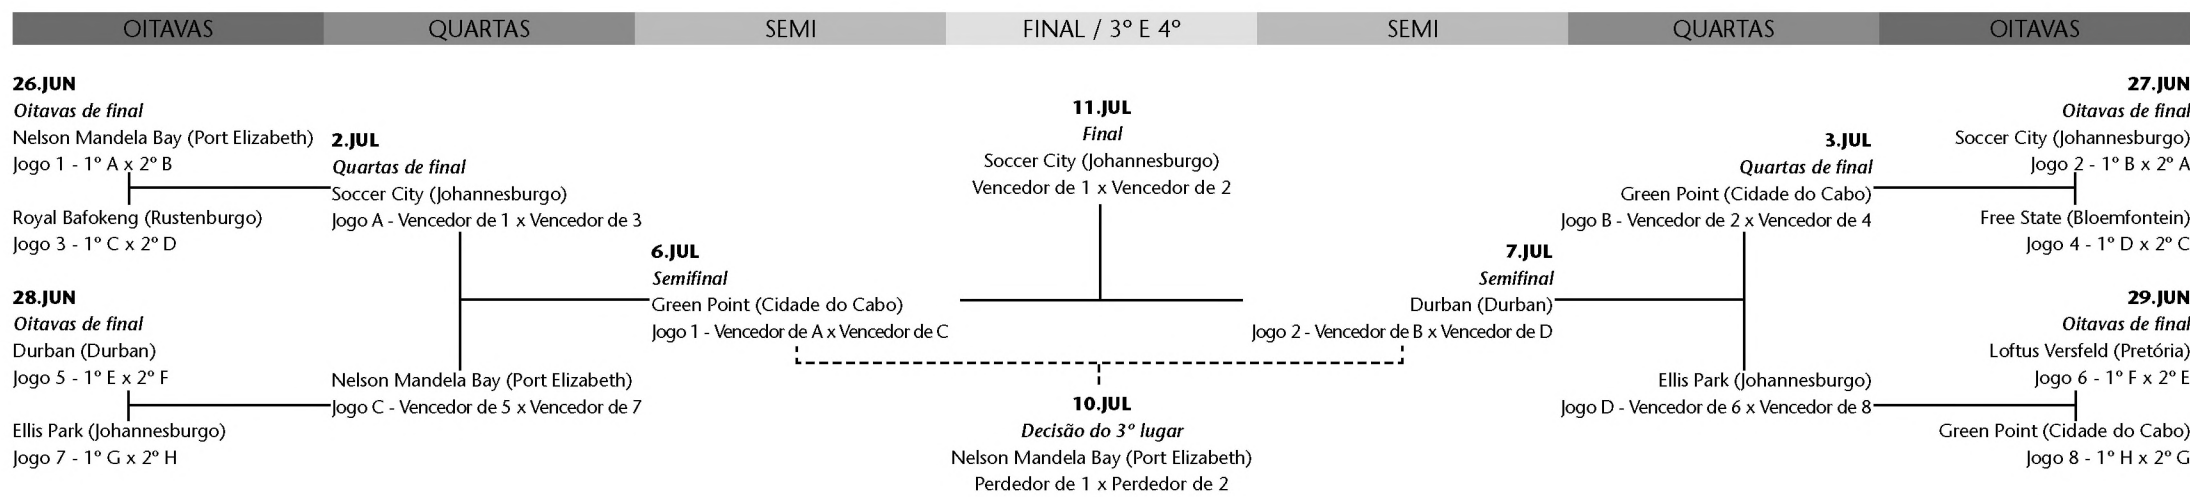 OITAVAS
QUARTAS
SEMI
FINAL / 3º E 4º
SEMI
QUARTAS
OITAVAS
26.JUN
Oitavas de final
Nelson Mandela Bay (Port Elizabeth)
Jogo 1 - 1º A x 2º B
Royal Bafokeng (Rustenburgo)
Jogo 3 - 1º C x 2º D
28.JUN
Oitavas de final
Durban (Durban)
Jogo 5 - 1º E x 2º F
Ellis Park (Johannesburgo)
Jogo 7 - 1º G x 2º H
2.JUL
Quartas de final
Soccer City (Johannesburgo)
Jogo A - Vencedor de 1 x Vencedor de 3
Nelson Mandela Bay (Port Elizabeth)
Jogo C - Vencedor de 5 x Vencedor de 7
6.JUL
Semifinal
Green Point (Cidade do Cabo)
Jogo 1 - Vencedor de A x Vencedor de C
11.JUL
Final
Soccer City (Johannesburgo)
Vencedor de 1 x Vencedor de 2
10.JUL
Decisão do 3º lugar
Nelson Mandela Bay (Port Elizabeth)
Perdedor de 1 x Perdedor de 2
7.JUL
Semifinal
Durban (Durban)
Jogo 2 - Vencedor de B x Vencedor de D
3.JUL
Quartas de final
Green Point (Cidade do Cabo)
Jogo B - Vencedor de 2 x Vencedor de 4
Ellis Park (Johannesburgo)
Jogo D - Vencedor de 6 x Vencedor de 8
27.JUN
Oitavas de final
Soccer City (Johannesburgo)
Jogo 2 - 1º B x 2º A
Free State (Bloemfontein)
Jogo 4 - 1º D x 2º C
29.JUN
Oitavas de final
Loftus Versfeld (Pretória)
Jogo 6 - 1º F x 2º E
Green Point (Cidade do Cabo)
Jogo 8 - 1º H x 2º G